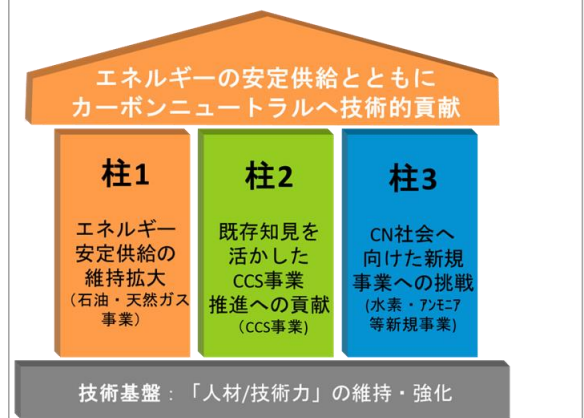 エネルギーの安定供給とともに
カーボンニュートラルへ技術的貢献
柱1
エネルギー
安定供給の
維持拡大
（石油・天然ガス
事業）
柱2
既存知見を
活かした
CCS事業
推進への貢献
（CCS事業)
柱3
CN社会へ
向けた新規
事業への挑戦
(水素・アンモニア
等新規事業)
技術基盤：「人材/技術力」の維持・強化